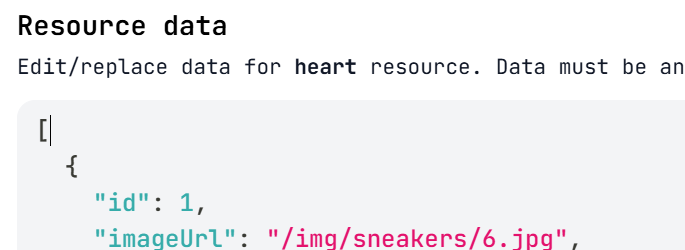 Resource data
Edit/replace data for heart resource. Data must be an
[
{
"id": 1,
"imageUrl": "/img/sneakers/6.jpg",